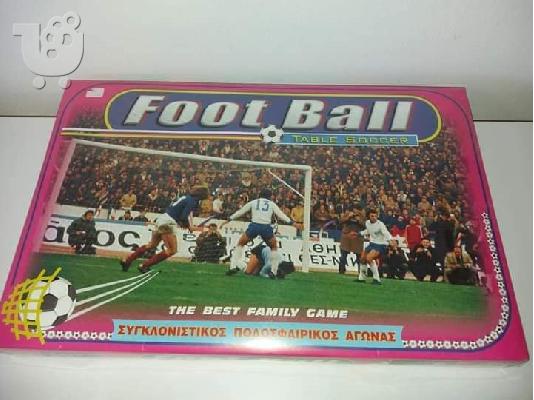 Foot Ball
TABLE SOCCER
13
THE BEST FAMILY GAME
ΣΥΓΚΛΟΝΙΣΤΙΚΟΣ ΠΟΔΟΣΦΑΙΡΙΚΟΣ ΑΓΩΝΑΣ